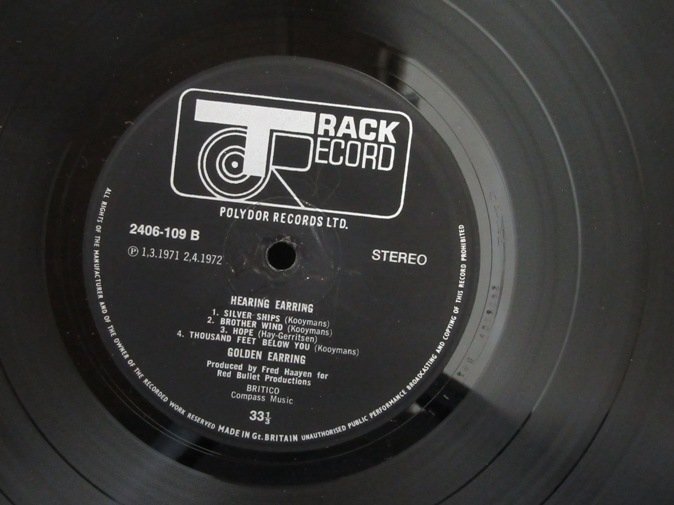 TRACK
RECORD
POLYDOR RECORDS LTD.
2406-109 B
STEREO
Ⓟ 1.3.1971 2.4.1972
HEARING EARRING
1. SILVER SHIPS (Kooymans)
2. BROTHER WIND (Kooymans)
3. HOPE (Hay-Gerritsen)
4. THOUSAND FEET BELOW YOU (Kooymans)
GOLDEN EARRING
Produced by Fred Haayen for
Red Bullet Productions
BRITICO
Compass Music
33⅓
ALL RIGHTS OF THE MANUFACTURER AND OF THE OWNER OF THE RECORDED WORK RESERVED MADE IN Gt. BRITAIN UNAUTHORISED PUBLIC PERFORMANCE BROADCASTING AND COPYING OF THIS RECORD PROHIBITED